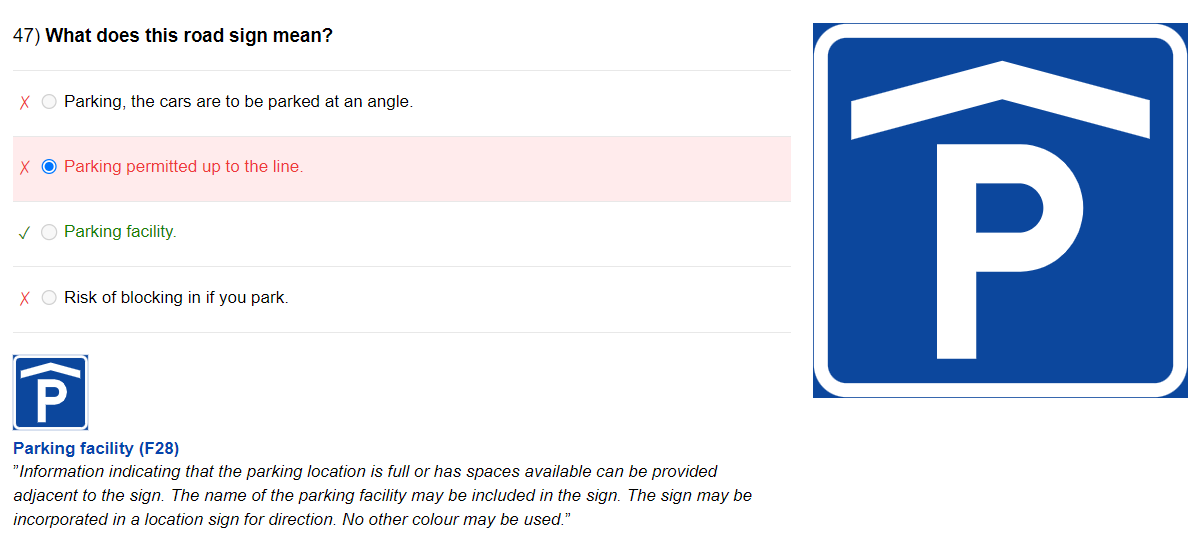 47) What does this road sign mean?
Parking, the cars are to be parked at an angle.
Parking permitted up to the line.
Parking facility.
Risk of blocking in if you park.
P
P
Parking facility (F28)
”Information indicating that the parking location is full or has spaces available can be provided
adjacent to the sign. The name of the parking facility may be included in the sign. The sign may be
incorporated in a location sign for direction. No other colour may be used.”